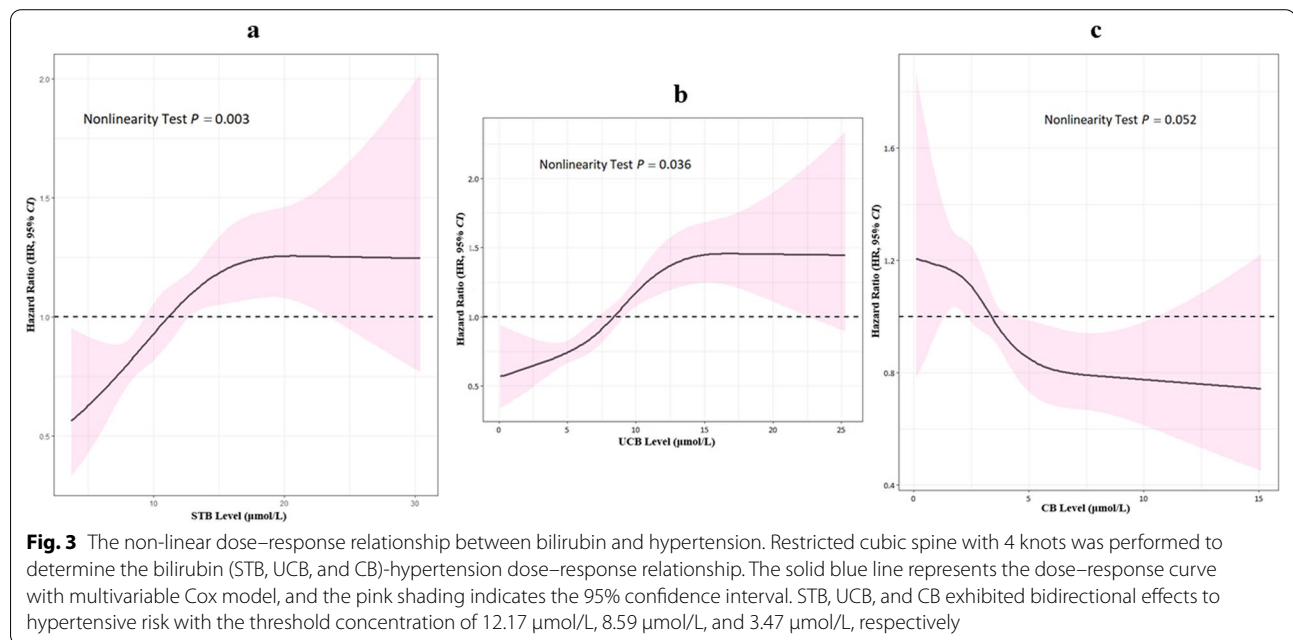 a
2.0
Nonlinearity Test P = 0.003
1.5
1.0
0.5
Hazard Ratio (HR, 95% CI)
10
20
30
STB Level (μmol/L)
b
Nonlinearity Test P = 0.036
2.0
1.5
1.0
0.5
Hazard Ratio (HR, 95% CI)
0
5
10
15
20
25
UCB Level (μmol/L)
c
Nonlinearity Test P = 0.052
1.6
1.2
1.0
0.8
0.4
Hazard Ratio (HR, 95% CI)
0
5
10
15
CB Level (μmol/L)
Fig. 3 The non-linear dose–response relationship between bilirubin and hypertension. Restricted cubic spine with 4 knots was performed to
determine the bilirubin (STB, UCB, and CB)-hypertension dose–response relationship. The solid blue line represents the dose–response curve
with multivariable Cox model, and the pink shading indicates the 95% confidence interval. STB, UCB, and CB exhibited bidirectional effects to
hypertensive risk with the threshold concentration of 12.17 μmol/L, 8.59 μmol/L, and 3.47 μmol/L, respectively